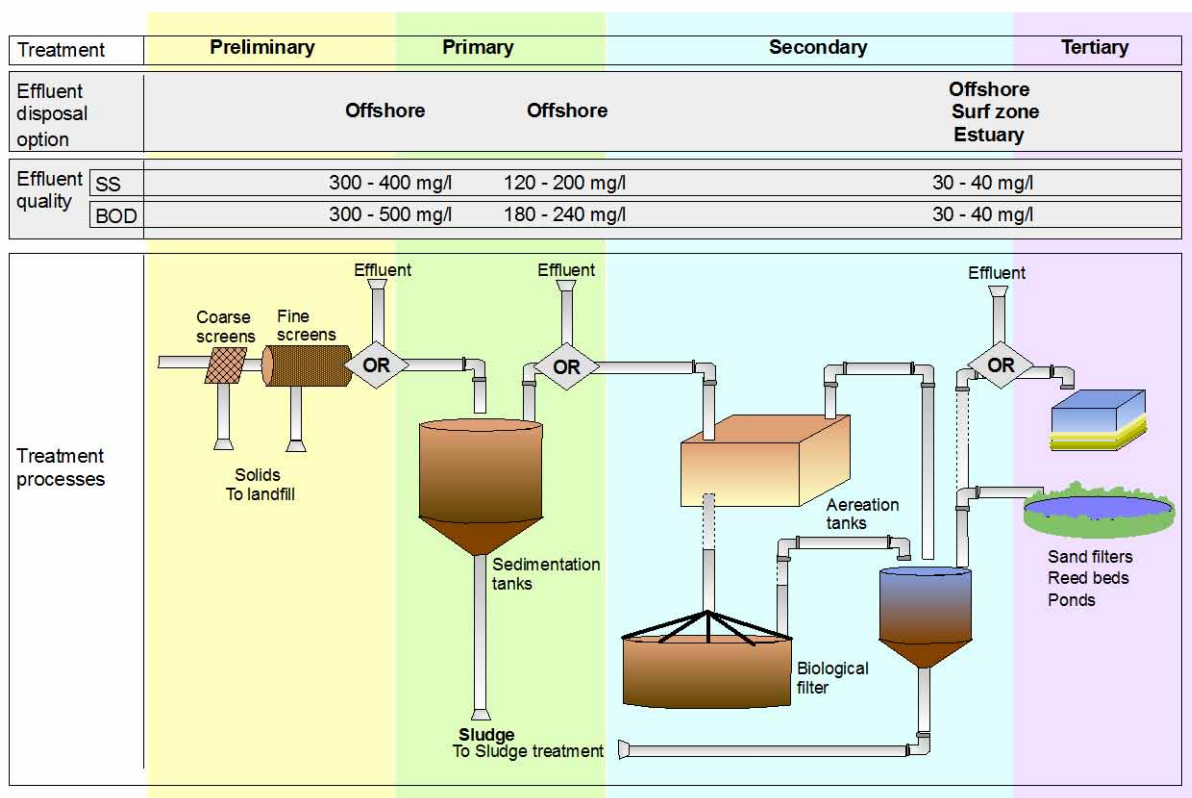 Treatment
Preliminary
Primary
Secondary
Tertiary
Effluent
disposal
option
Offshore
Offshore
Offshore
Surf zone
Estuary
Effluent
quality
SS
300 - 400 mg/l
120 - 200 mg/l
30 - 40 mg/l
BOD
300 - 500 mg/l
180 - 240 mg/l
30 - 40 mg/l
Treatment
processes
Effluent
Effluent
Effluent
Coarse
screens
Fine
screens
OR
OR
OR
Solids
To landfill
Sedimentation
tanks
Aereation
tanks
Sand filters
Reed beds
Ponds
Biological
filter
Sludge
To Sludge treatment